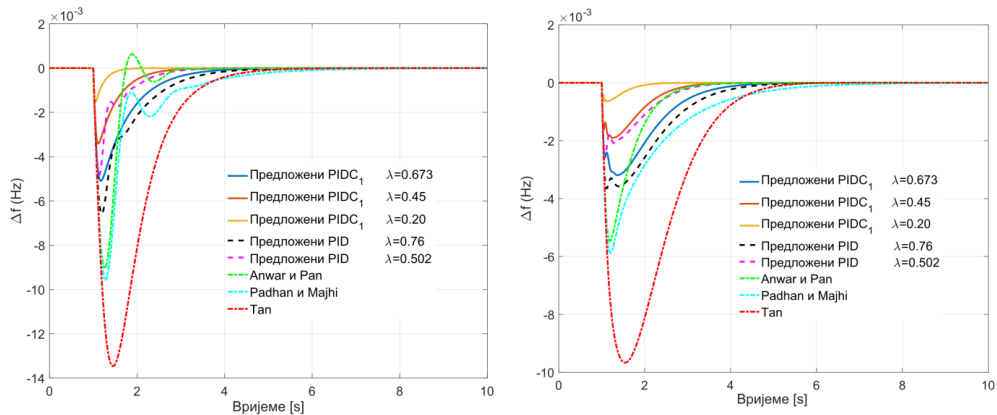 ×10⁻³
2
0
-2
-4
-6
-8
-10
-12
-14
Δf (Hz)
0
2
4
6
8
10
Вријеме [s]
Предложени PIDC₁ λ=0.673
Предложени PIDC₁ λ=0.45
Предложени PIDC₁ λ=0.20
Предложени PID λ=0.76
Предложени PID λ=0.502
Anwar и Pan
Padhan и Majhi
Tan
×10⁻³
2
0
-2
-4
-6
-8
-10
Δf (Hz)
0
2
4
6
8
10
Вријеме [s]
Предложени PIDC₁ λ=0.673
Предложени PIDC₁ λ=0.45
Предложени PIDC₁ λ=0.20
Предложени PID λ=0.76
Предложени PID λ=0.502
Anwar и Pan
Padhan и Majhi
Tan